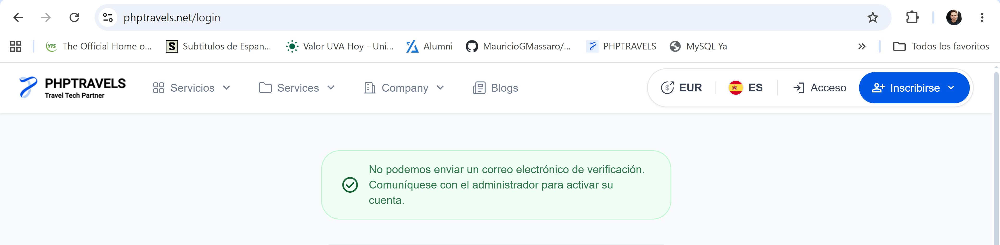 phptravels.net/login
YTS The Official Home o... S Subtitulos de Espan... Valor UVA Hoy - Uni... Alumni MauricioGMassaro/... PHPTRAVELS MySQL Ya » Todos los favoritos
PHPTRAVELS
Travel Tech Partner
Servicios Services Company Blogs $ EUR ES Acceso Inscribirse
No podemos enviar un correo electrónico de verificación.
Comuníquese con el administrador para activar su
cuenta.